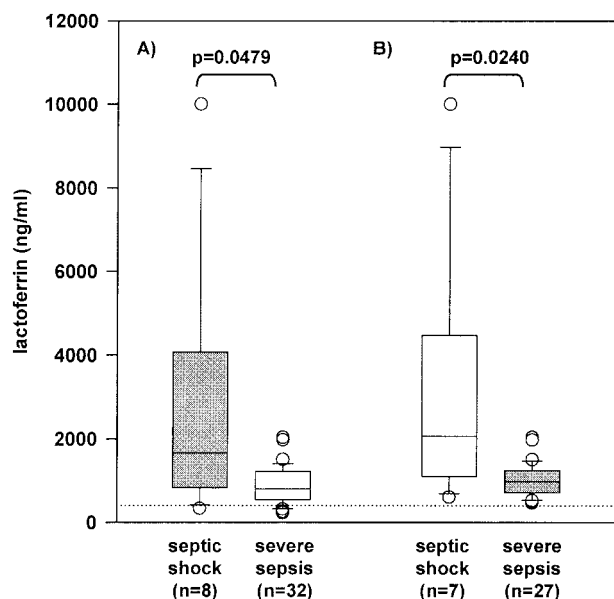 12000
A)
B)
p=0.0479
p=0.0240
10000
8000
6000
4000
2000
0
lactoferrin (ng/ml)
septic
shock
(n=8)
severe
sepsis
(n=32)
septic
shock
(n=7)
severe
sepsis
(n=27)